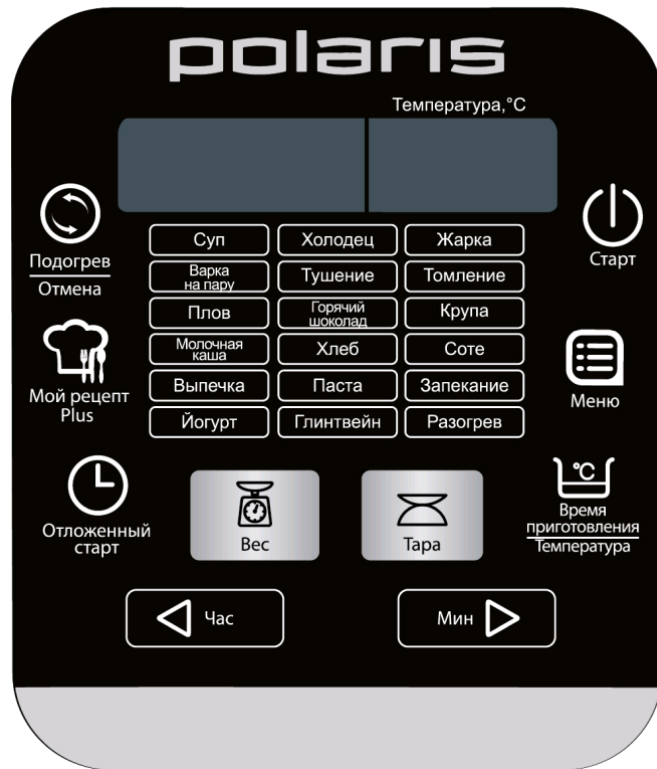 polaris
Температура,°C
Подогрев
Отмена
Старт
Суп
Холодец
Жарка
Варка
на пару
Тушение
Томление
Плов
Горячий
шоколад
Крупа
Молочная
каша
Хлеб
Соте
Выпечка
Паста
Запекание
Йогурт
Глинтвейн
Разогрев
Мой рецепт
Plus
Меню
Отложенный
старт
Вес
Тара
°C
Время
приготовления
Температура
Час
Мин